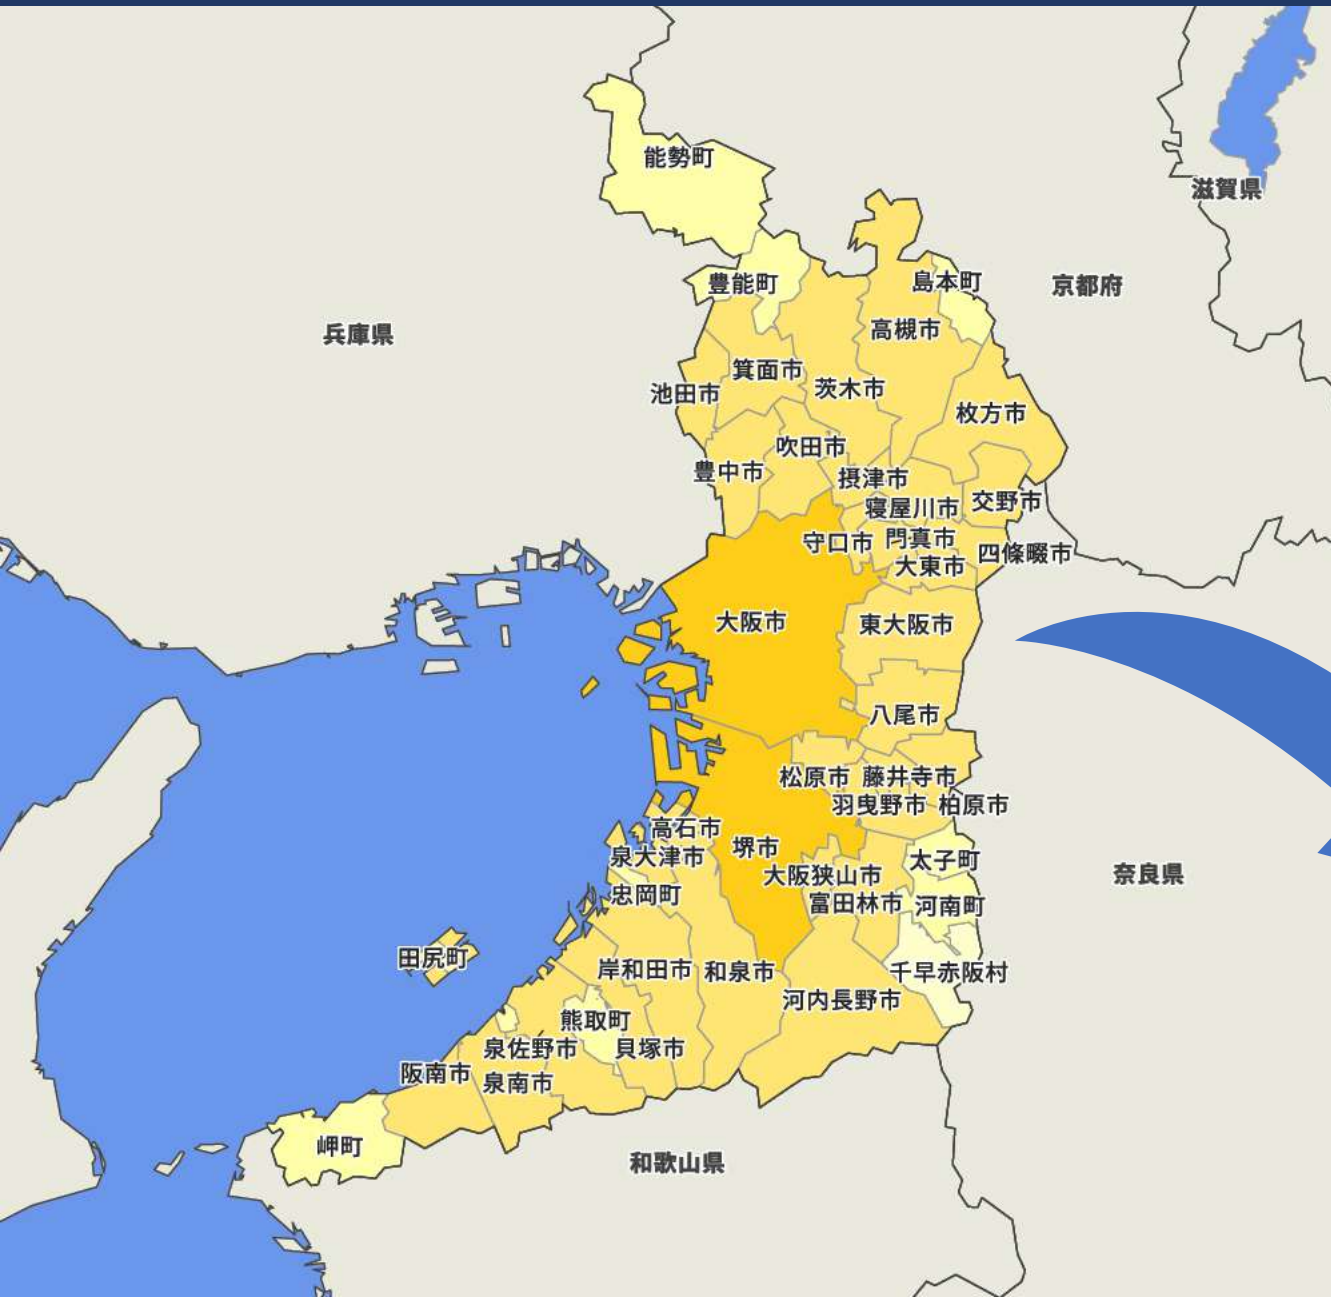 能勢町
滋賀県
豊能町
島本町
京都府
高槻市
兵庫県
箕面市
茨木市
池田市
枚方市
吹田市
豊中市
摂津市
寝屋川市
交野市
守口市
門真市
四條畷市
大東市
大阪市
東大阪市
八尾市
松原市
藤井寺市
羽曳野市
柏原市
高石市
堺市
泉大津市
太子町
大阪狭山市
忠岡町
富田林市
河南町
奈良県
田尻町
岸和田市
和泉市
千早赤阪村
河内長野市
熊取町
泉佐野市
貝塚市
阪南市
泉南市
岬町
和歌山県